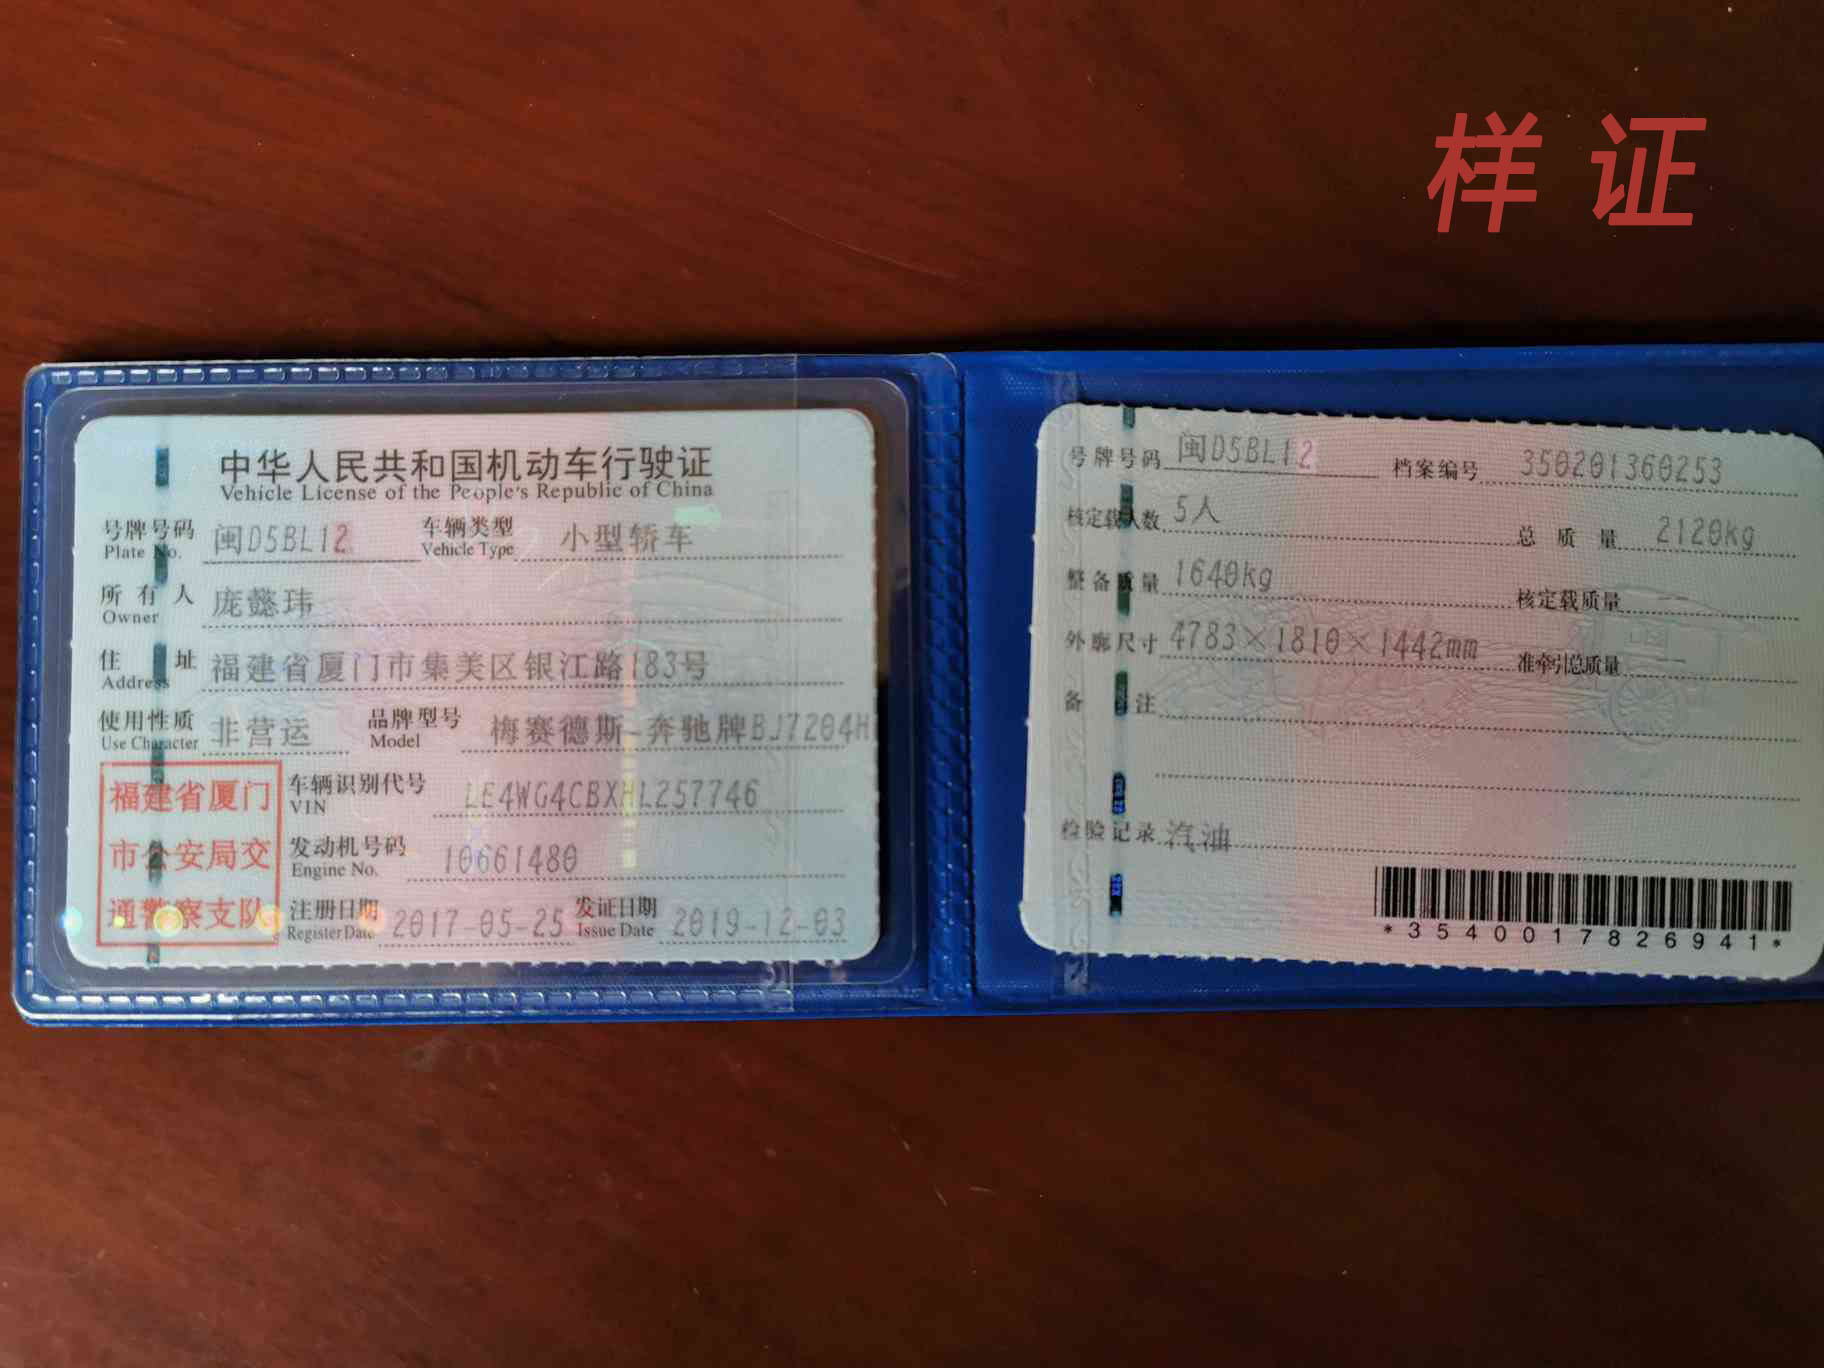 样证
中华人民共和国机动车行驶证
Vehicle License of the People's Republic of China
号牌号码 闽D5BL12 车辆类型 小型轿车
Plate No. Vehicle Type
所有人 庞懿玮
Owner
住址 福建省厦门市集美区银江路183号
Address
使用性质 非营运 品牌型号 梅赛德斯-奔驰牌BJ7204H
Use Character Model
福建省厦门
市公安局交
通警察支队
车辆识别代号 LE4WG4CBXHL257746
VIN
发动机号码 10661480
Engine No.
注册日期 2017-05-25 发证日期 2019-12-03
Register Date Issue Date
号牌号码 闽D5BL12 档案编号 350201360253
核定载人数 5人 总质量 2120kg
整备质量 1640kg 核定载质量 --
外廓尺寸 4783×1810×1442mm 准牵引总质量 --
备注
检验记录 汽油
*3540017826941*